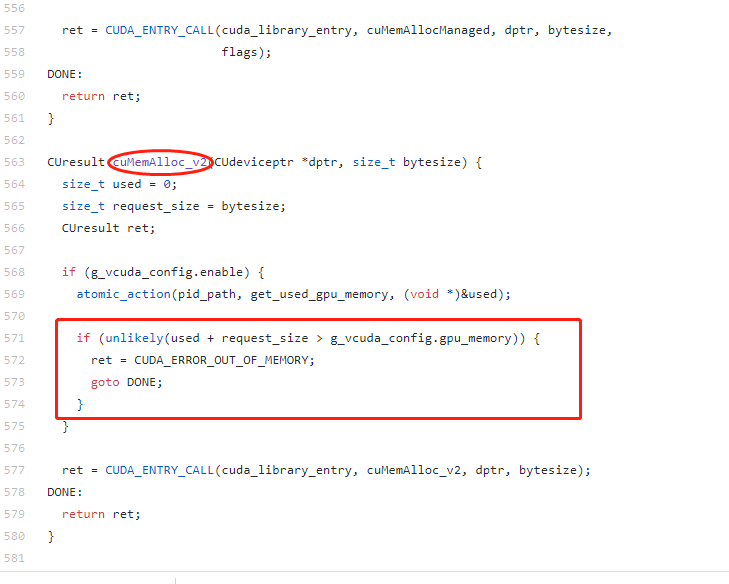 556
557 ret = CUDA_ENTRY_CALL(cuda_library_entry, cuMemAllocManaged, dptr, bytesize,
558 flags);
559 DONE:
560 return ret;
561 }
562
563 CUresult cuMemAlloc_v2(CUdeviceptr *dptr, size_t bytesize) {
564 size_t used = 0;
565 size_t request_size = bytesize;
566 CUresult ret;
567
568 if (g_vcuda_config.enable) {
569 atomic_action(pid_path, get_used_gpu_memory, (void *)&used);
570
571 if (unlikely(used + request_size > g_vcuda_config.gpu_memory)) {
572 ret = CUDA_ERROR_OUT_OF_MEMORY;
573 goto DONE;
574 }
575 }
576
577 ret = CUDA_ENTRY_CALL(cuda_library_entry, cuMemAlloc_v2, dptr, bytesize);
578 DONE:
579 return ret;
580 }
581